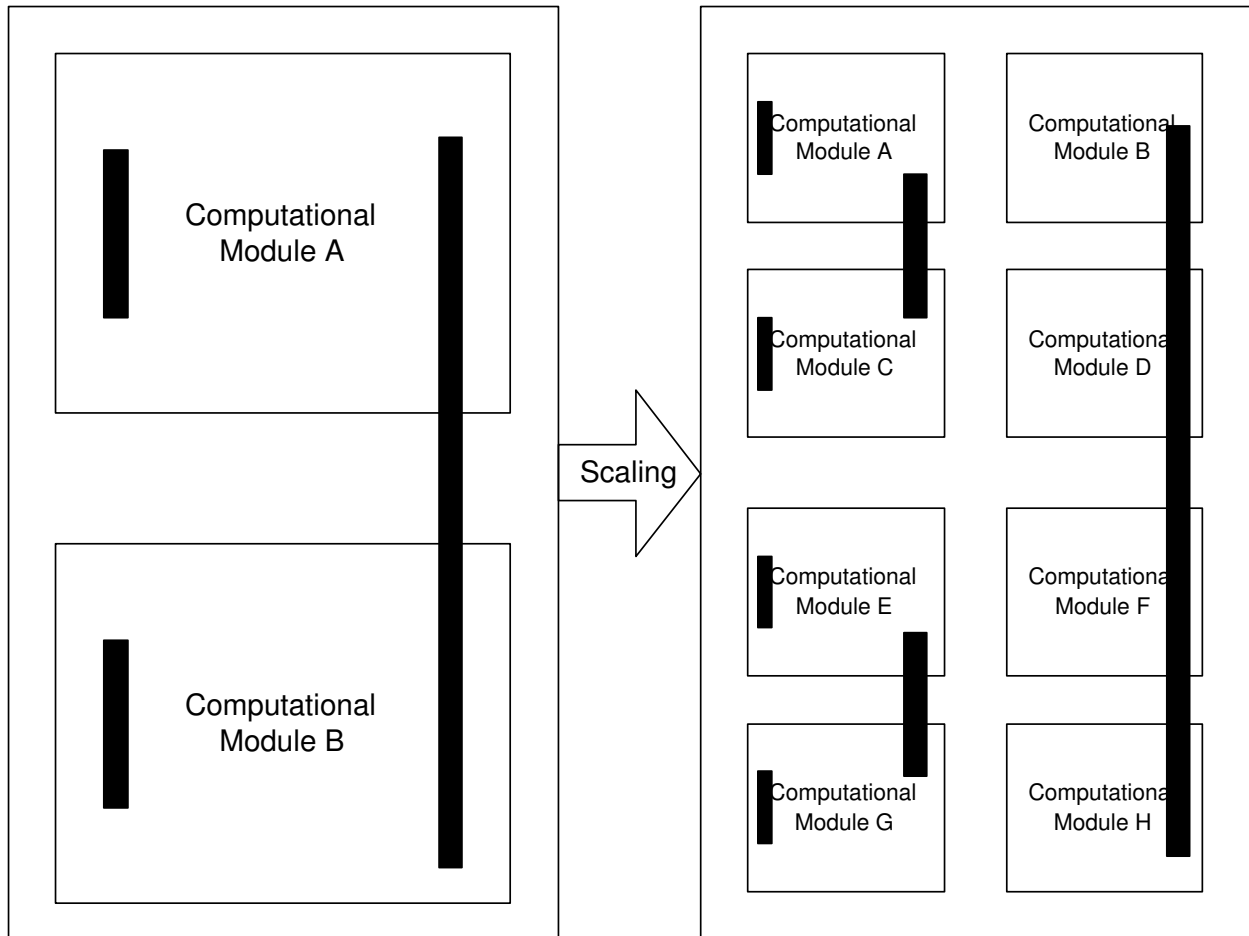 Computational
Module A
Computational
Module B
Scaling
Computational
Module A
Computational
Module B
Computational
Module C
Computational
Module D
Computational
Module E
Computational
Module F
Computational
Module G
Computational
Module H